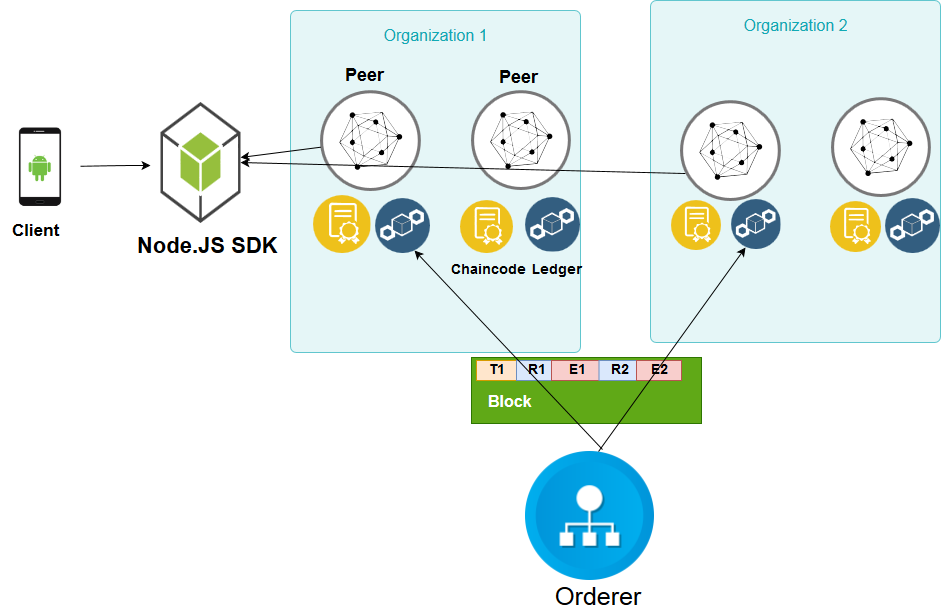 Organization 1
Organization 2
Peer
Peer
Client
Node.JS SDK
Chaincode
Ledger
T1
R1
E1
R2
E2
Block
Orderer